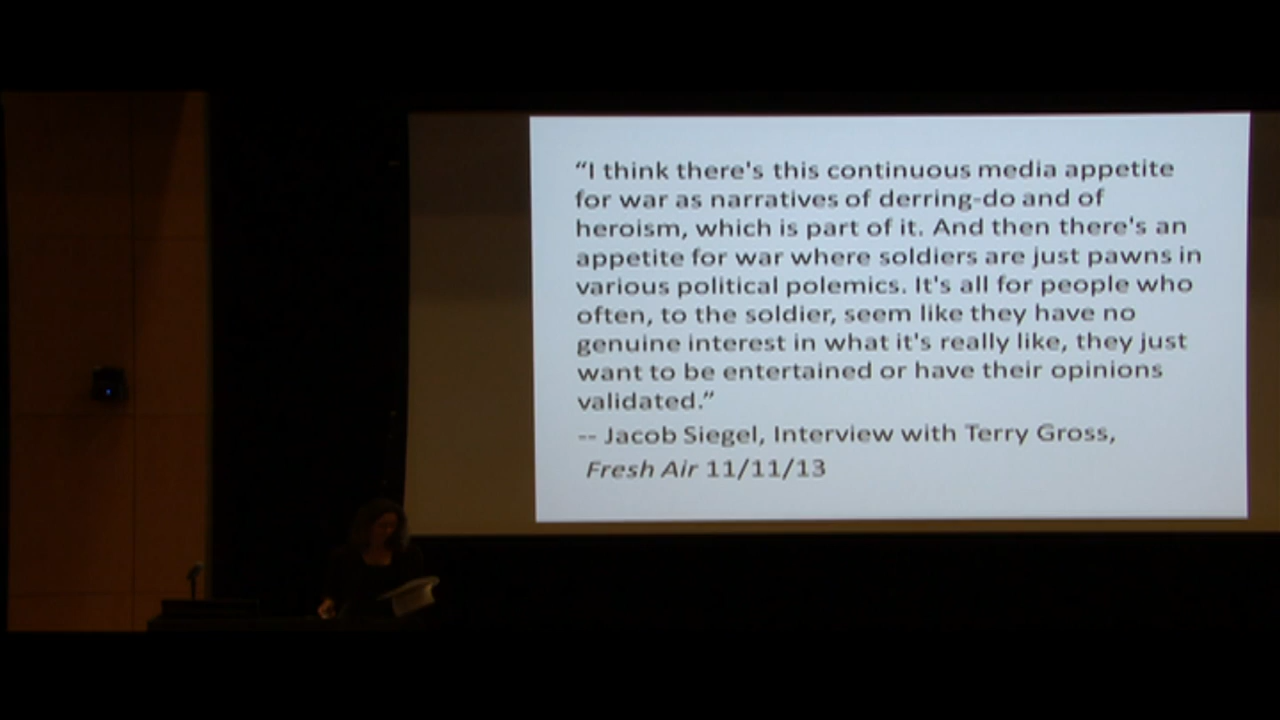 “I think there's this continuous media appetite
for war as narratives of derring-do and of
heroism, which is part of it. And then there's an
appetite for war where soldiers are just pawns in
various political polemics. It's all for people who
often, to the soldier, seem like they have no
genuine interest in what it's really like, they just
want to be entertained or have their opinions
validated.”
-- Jacob Siegel, Interview with Terry Gross,
Fresh Air 11/11/13